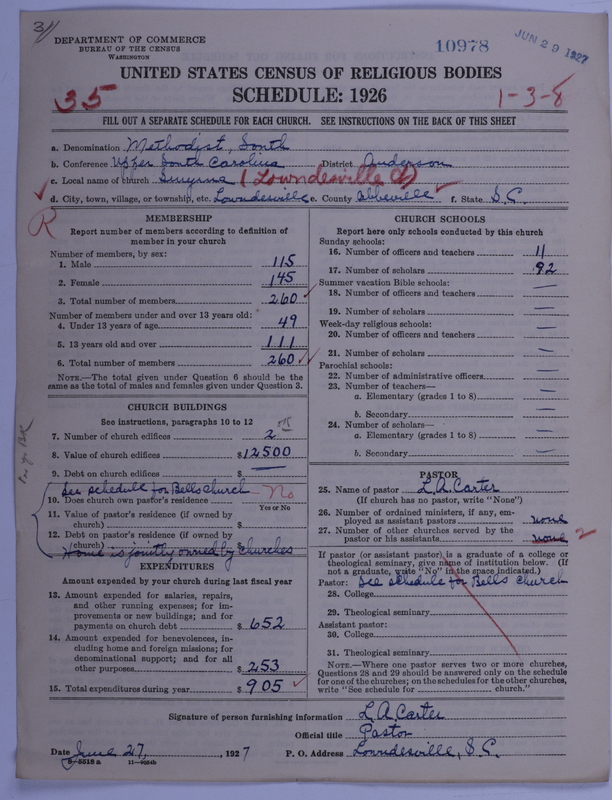 3
DEPARTMENT OF COMMERCE
BUREAU OF THE CENSUS
WASHINGTON
10978
JUN 29 1927
UNITED STATES CENSUS OF RELIGIOUS BODIES
SCHEDULE: 1926
35
1-3-8
FILL OUT A SEPARATE SCHEDULE FOR EACH CHURCH. SEE INSTRUCTIONS ON THE BACK OF THIS SHEET
a. Denomination Methodist, South
b. Conference Upper South Carolina District Anderson
c. Local name of church Smyrna (Lowndesville Ct)
d. City, town, village, or township, etc. Lowndesville e. County Abbeville f. State S.C.
R
MEMBERSHIP
Report number of members according to definition of
member in your church
Number of members, by sex:
1. Male 115
2. Female 145
3. Total number of members 260
Number of members under and over 13 years old:
4. Under 13 years of age 49
5. 13 years old and over 111
6. Total number of members 260
NOTE.—The total given under Question 6 should be
same as the total of males and females given under Question 3.
CHURCH BUILDINGS
See instructions, paragraphs 10 to 12
7. Number of church edifices 2 OK
8. Value of church edifices $12500
9. Debt on church edifices $ —
See schedule for Bells church
10. Does church own pastor's residence No
Yes or No
11. Value of pastor's residence (if owned by
church) $
12. Debt on pastor's residence (if owned by
church) $
Home is jointly owned by churches
EXPENDITURES
Amount expended by your church during last fiscal year
13. Amount expended for salaries, repairs,
and other running expenses; for im-
provements or new buildings; and for
payments on church debt $ 652
14. Amount expended for benevolences, in-
cluding home and foreign missions; for
denominational support; and for all
other purposes $ 253
15. Total expenditures during year $ 905
CHURCH SCHOOLS
Report here only schools conducted by this church
Sunday schools:
16. Number of officers and teachers 11
17. Number of scholars 92
Summer vacation Bible schools:
18. Number of officers and teachers —
19. Number of scholars —
Week-day religious schools:
20. Number of officers and teachers —
21. Number of scholars —
Parochial schools:
22. Number of administrative officers —
23. Number of teachers—
a. Elementary (grades 1 to 8) —
b. Secondary —
24. Number of scholars—
a. Elementary (grades 1 to 8) —
b. Secondary —
PASTOR
25. Name of pastor L.A. Carter
(If church has no pastor, write "None")
26. Number of ordained ministers, if any, em-
ployed as assistant pastors none
27. Number of other churches served by the
pastor or his assistants none 2
If pastor (or assistant pastor) is a graduate of a college or
theological seminary, give name of institution below. (If
not a graduate, write "No" in the space indicated.)
Pastor: See schedule for Bells church
28. College
29. Theological seminary
Assistant pastor:
30. College
31. Theological seminary
NOTE.—Where one pastor serves two or more churches,
Questions 28 and 29 should be answered only on the schedule
for one of the churches; on the schedules for the other churches,
write "See schedule for church."
Signature of person furnishing information L A Carter
Official title Pastor
Date June 27, 1927 P. O. Address Lowndesville, S.C.
8-5519 a 11-9024b